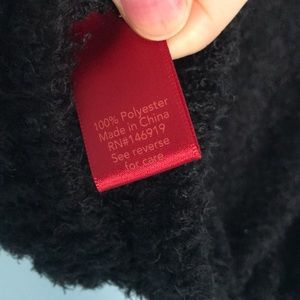 100% Polyester
Made in China
RN#146919
See reverse
for care